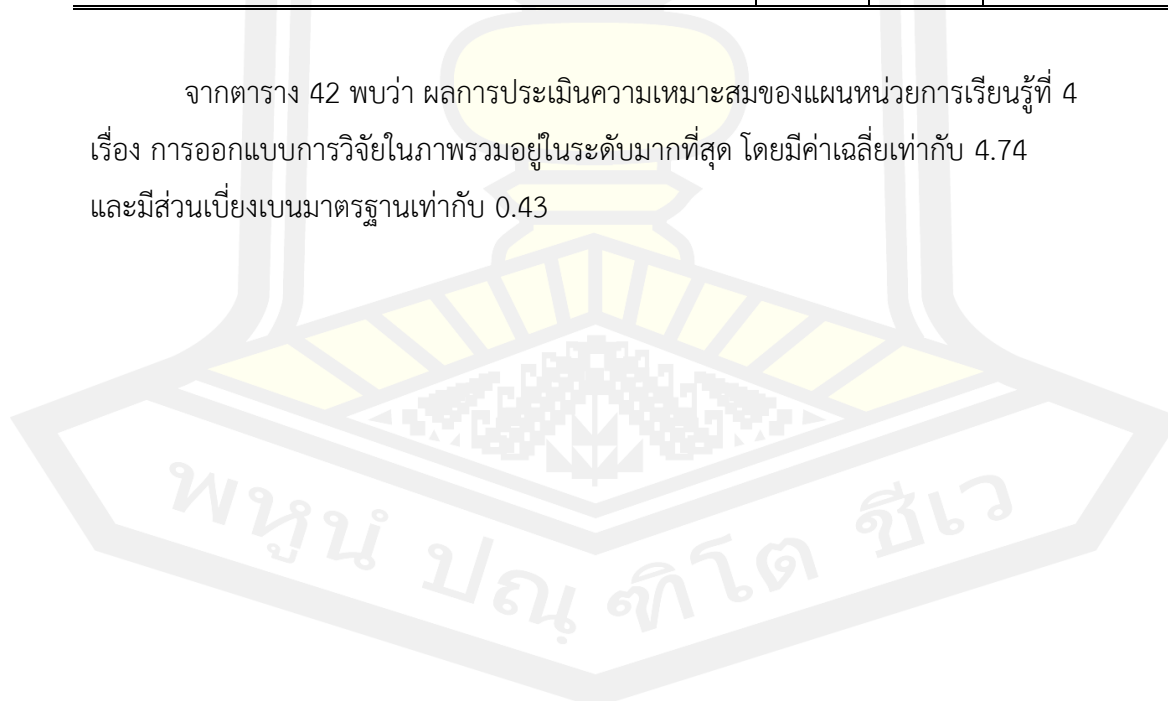 จากตาราง 42 พบว่า ผลการประเมินความเหมาะสมของแผนหน่วยการเรียนรู้ที่ 4
เรื่อง การออกแบบการวิจัยในภาพรวมอยู่ในระดับมากที่สุด โดยมีค่าเฉลี่ยเท่ากับ 4.74
และมีส่วนเบี่ยงเบนมาตรฐานเท่ากับ 0.43
พหูนํ ปณฺฑิโต ชีเว